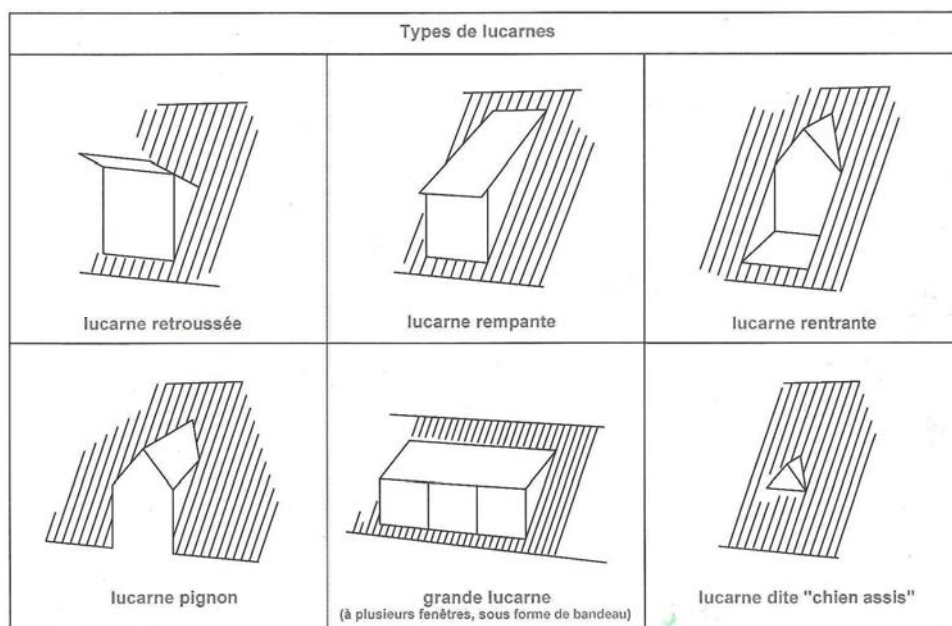 Types de lucarnes
lucarne retroussée
lucarne rempante
lucarne rentrante
lucarne pignon
grande lucarne
(à plusieurs fenêtres, sous forme de bandeau)
lucarne dite "chien assis"